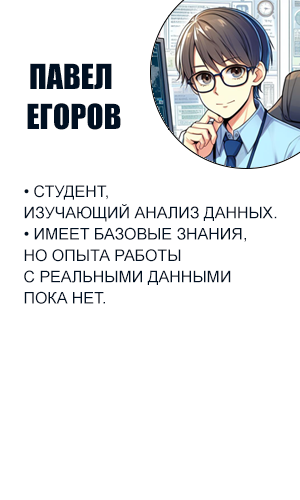 ПАВЕЛ
ЕГОРОВ
• СТУДЕНТ,
ИЗУЧАЮЩИЙ АНАЛИЗ ДАННЫХ.
• ИМЕЕТ БАЗОВЫЕ ЗНАНИЯ,
НО ОПЫТА РАБОТЫ
С РЕАЛЬНЫМИ ДАННЫМИ
ПОКА НЕТ.